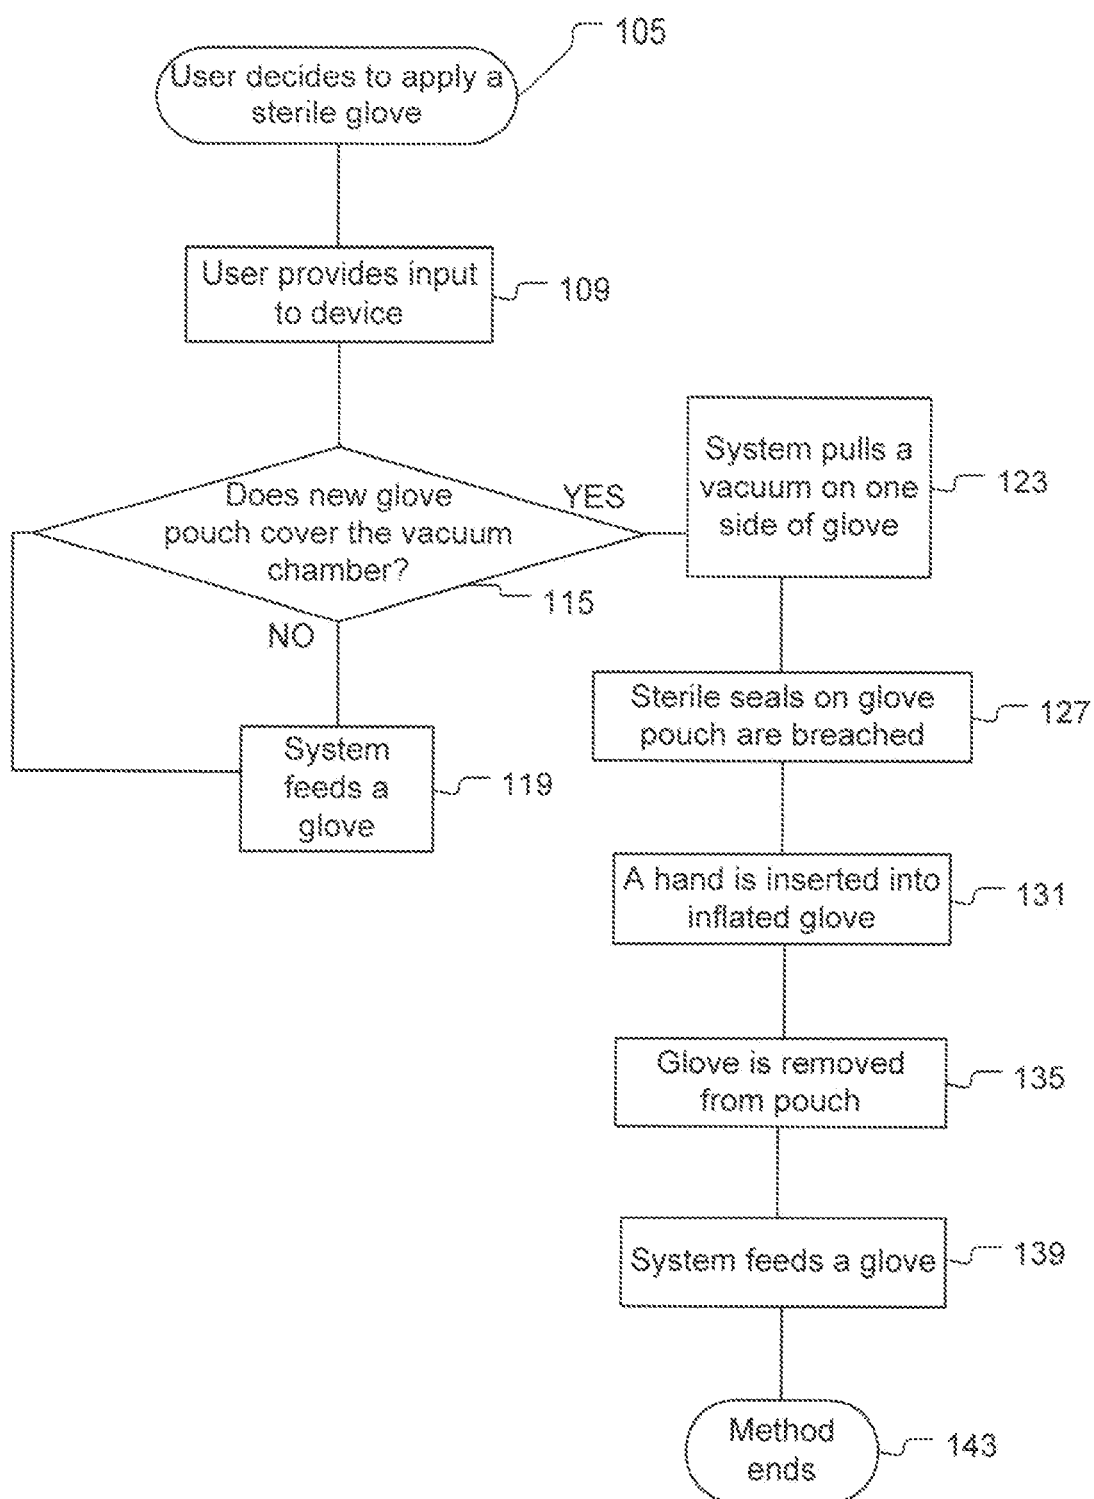 105
User decides to apply a
sterile glove
User provides input
to device
109
Does new glove
pouch cover the vacuum
chamber?
115
YES
NO
System
feeds a
glove
119
System pulls a
vacuum on one
side of glove
123
Sterile seals on glove
pouch are breached
127
A hand is inserted into
inflated glove
131
Glove is removed
from pouch
135
System feeds a glove
139
Method
ends
143